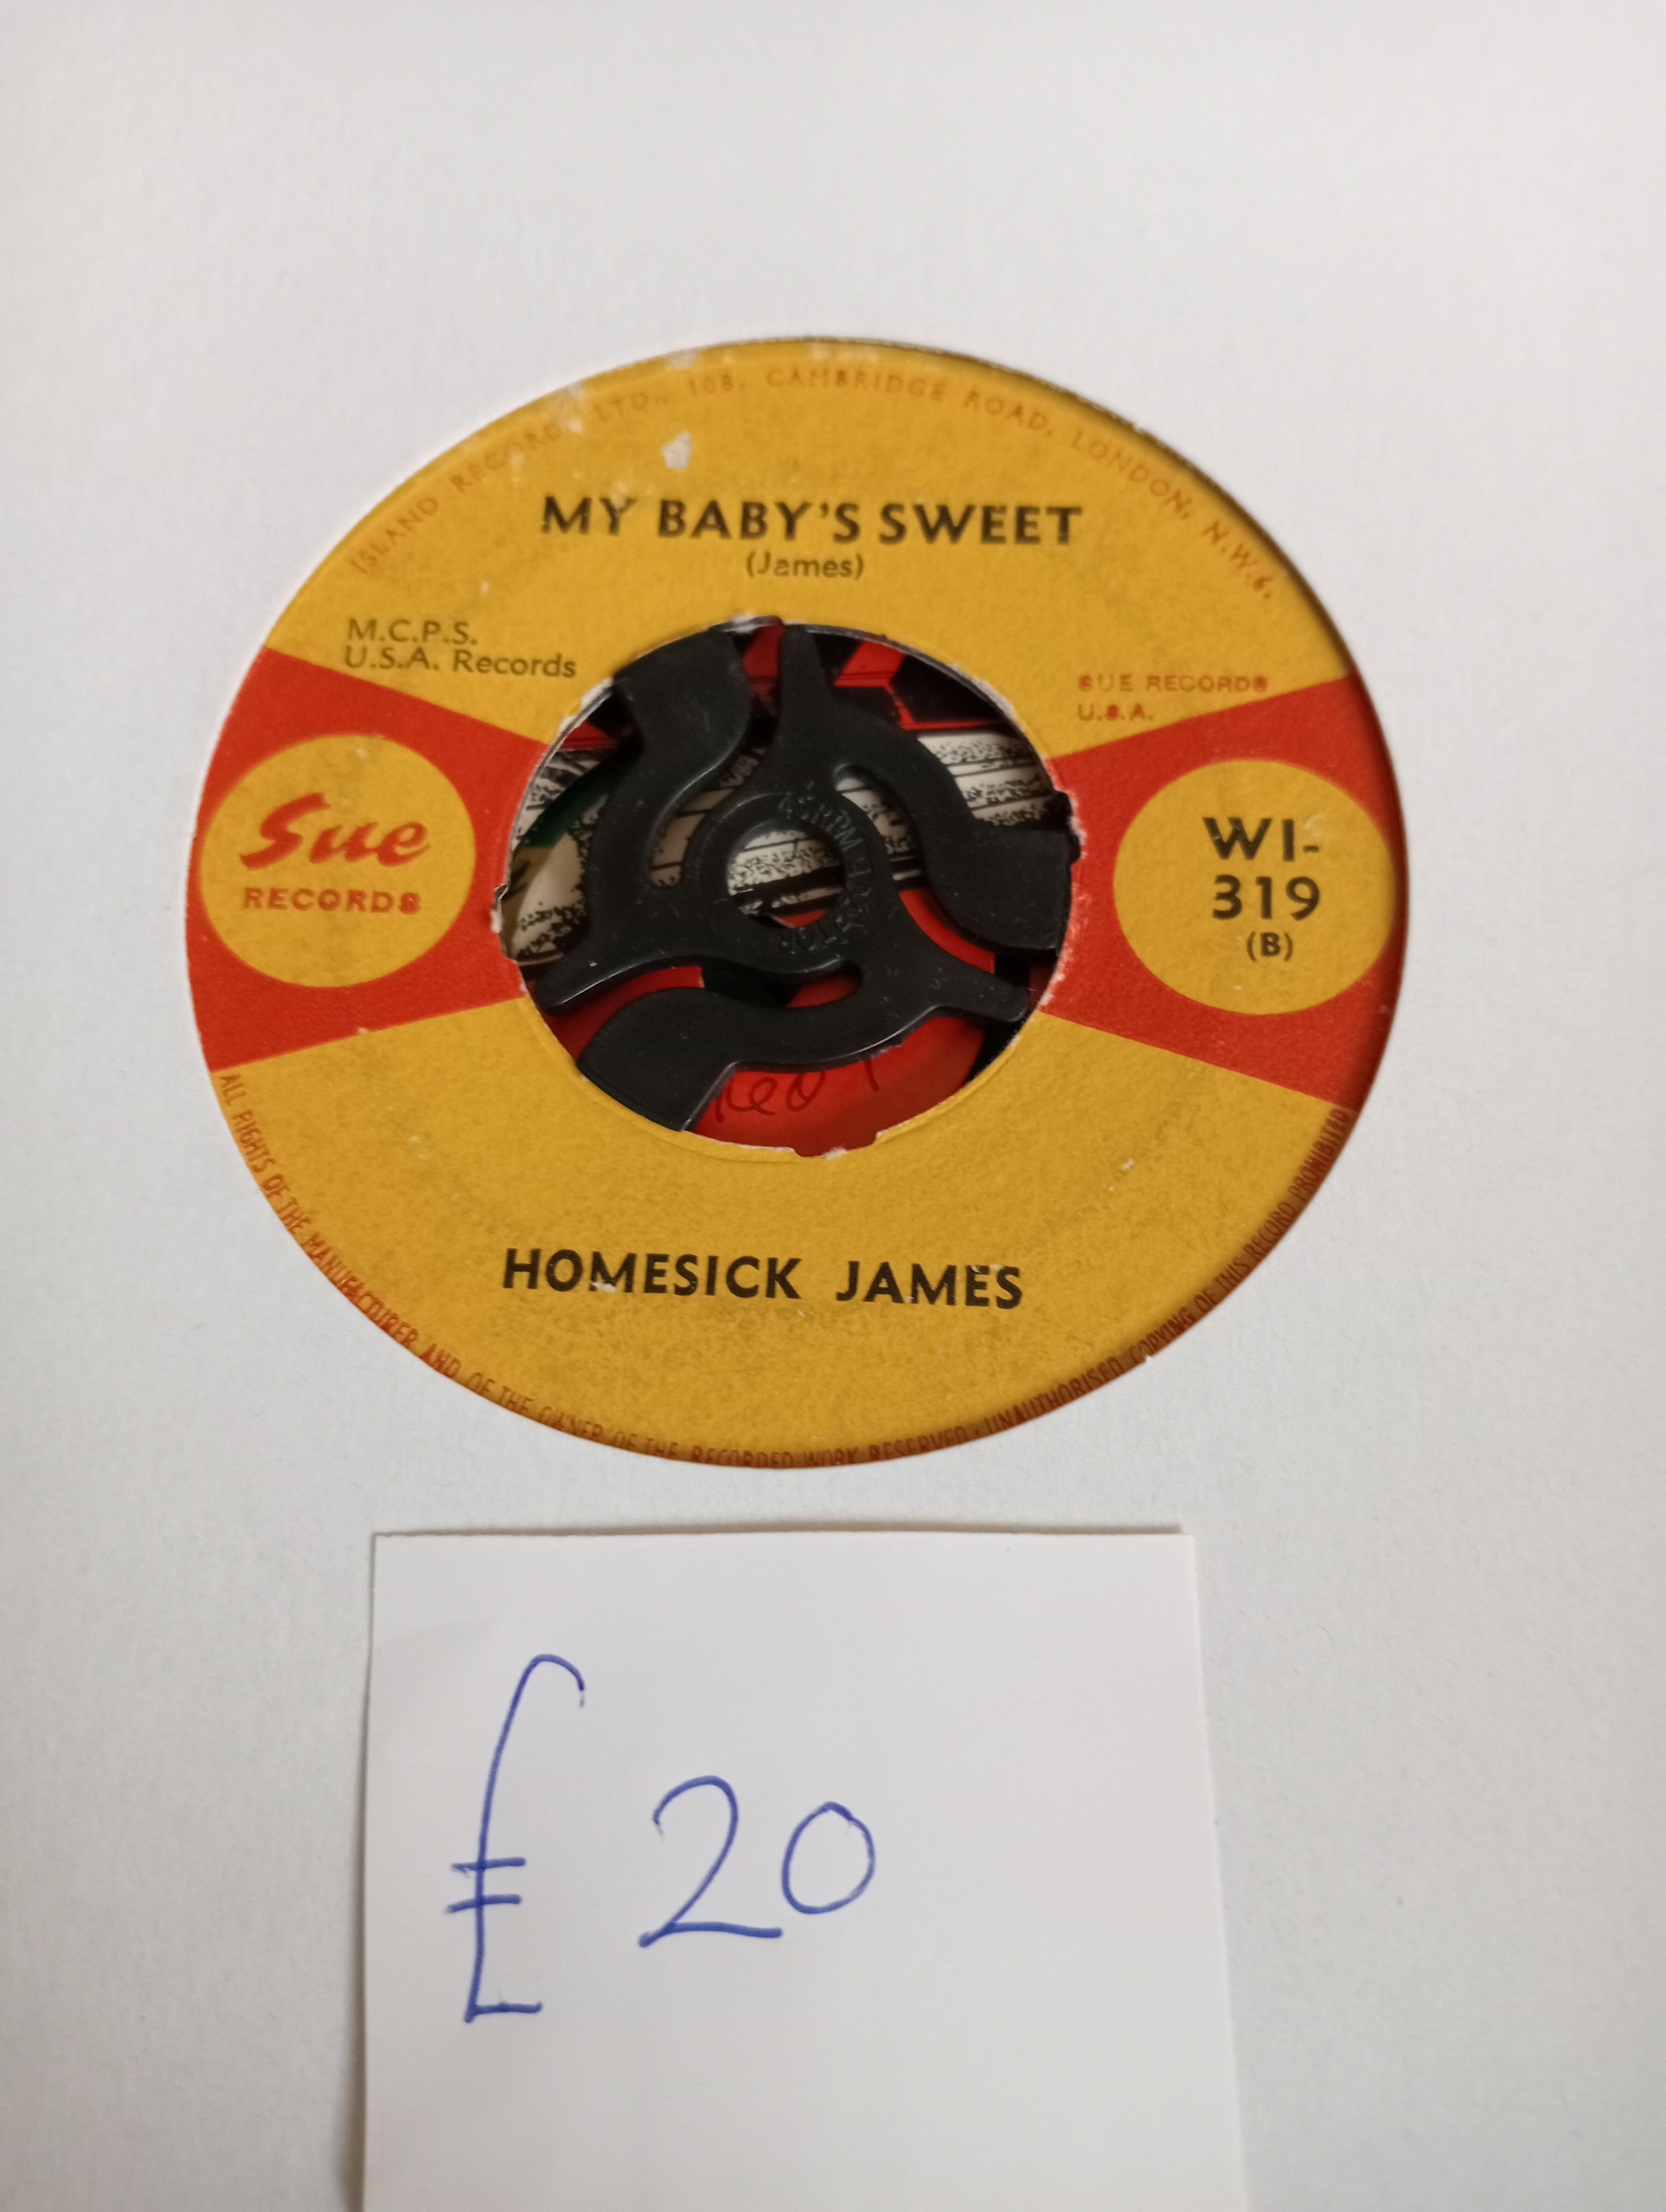 ISLAND RECORDS LTD., 108, CAMBRIDGE ROAD, LONDON, N.W.6.
MY BABY'S SWEET
(James)
M.C.P.S.
U.S.A. Records
SUE RECORDS
U.S.A.
Sue
RECORDS
WI-
319
(B)
45 RPM
HOMESICK JAMES
ALL RIGHTS OF THE MANUFACTURER AND OF THE OWNER OF THE RECORDED WORK RESERVED · UNAUTHORISED COPYING OF THIS RECORD PROHIBITED
£20